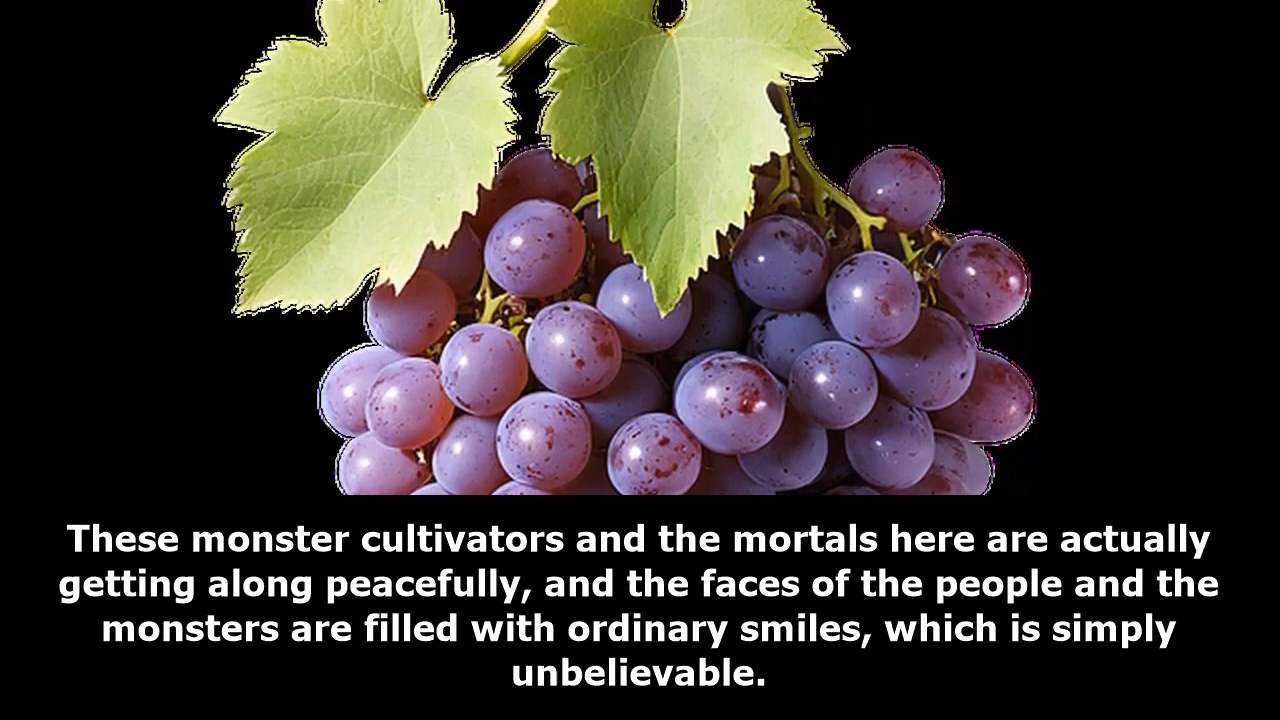 These monster cultivators and the mortals here are actually
getting along peacefully, and the faces of the people and the
monsters are filled with ordinary smiles, which is simply
unbelievable.